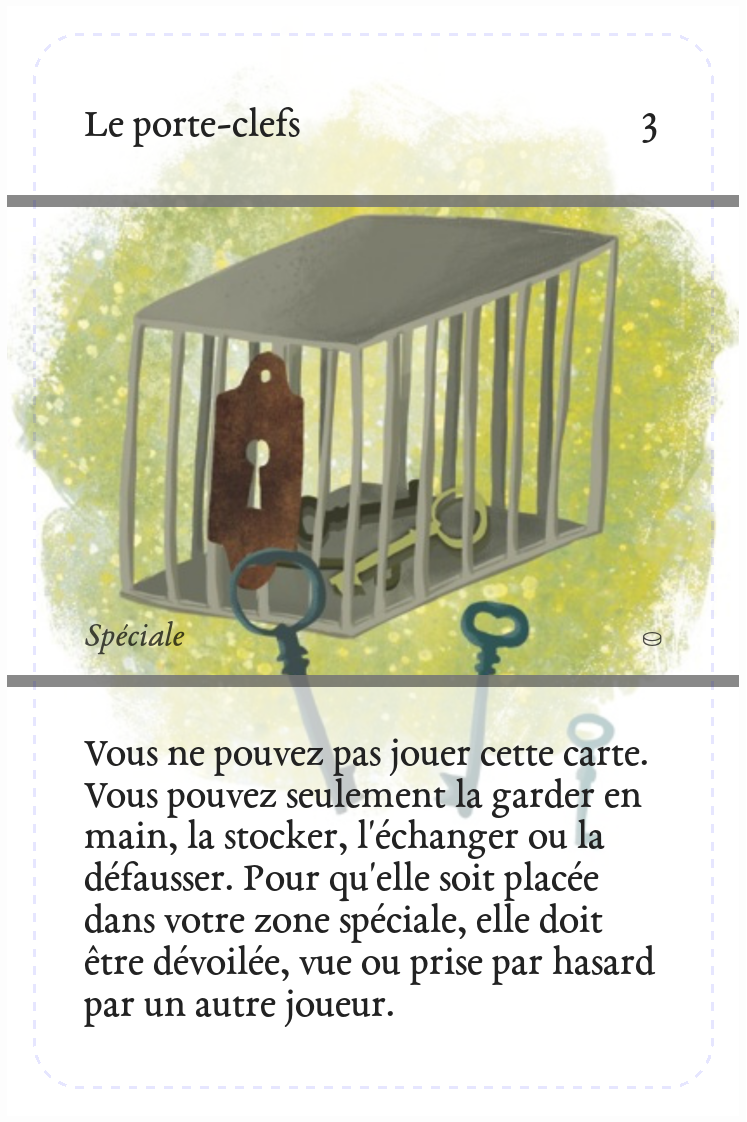 Le porte-clefs
3
Spéciale
Vous ne pouvez pas jouer cette carte.
Vous pouvez seulement la garder en
main, la stocker, l'échanger ou la
défausser. Pour qu'elle soit placée
dans votre zone spéciale, elle doit
être dévoilée, vue ou prise par hasard
par un autre joueur.